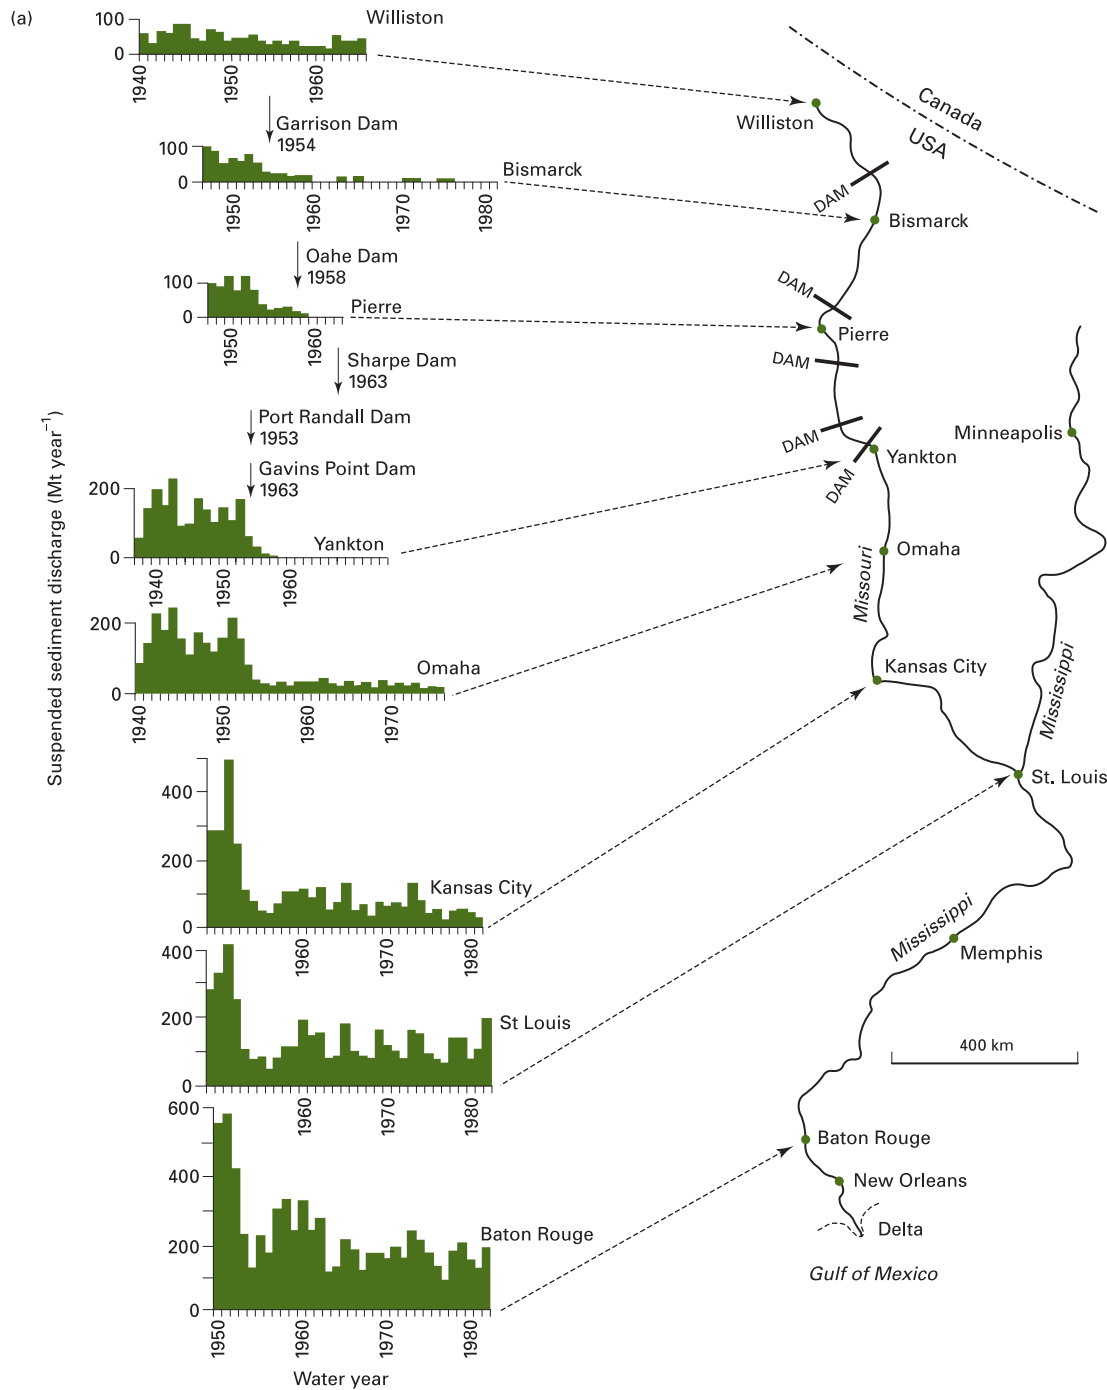 (a)
Suspended sediment discharge (Mt year⁻¹)
100
0
Williston
1940
1950
1960
Garrison Dam
1954
100
0
Bismarck
1950
1960
1970
1980
Oahe Dam
1958
100
0
Pierre
1950
1960
Sharpe Dam
1963
Port Randall Dam
1953
Gavins Point Dam
1963
200
0
Yankton
1940
1950
1960
200
0
Omaha
1940
1950
1960
1970
400
200
0
Kansas City
1960
1970
1980
400
200
0
St Louis
1960
1970
1980
600
400
200
0
Baton Rouge
1950
1960
1970
1980
Water year
Canada
USA
Williston
DAM
Bismarck
DAM
Pierre
DAM
DAM
DAM
Yankton
Minneapolis
Omaha
Missouri
Kansas City
Mississippi
St. Louis
Mississippi
Memphis
400 km
Baton Rouge
New Orleans
Delta
Gulf of Mexico